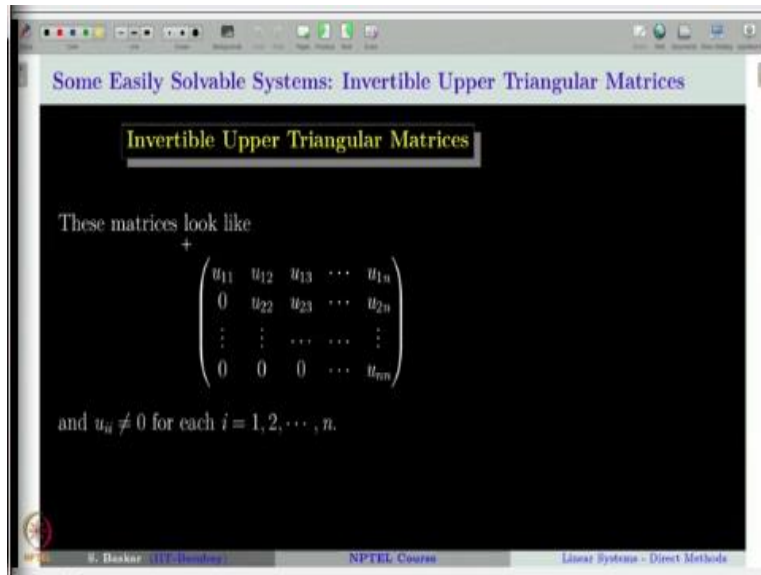 Some Easily Solvable Systems: Invertible Upper Triangular Matrices
Invertible Upper Triangular Matrices
These matrices look like
u₁₁ u₁₂ u₁₃ ⋯ u₁ₙ
0 u₂₂ u₂₃ ⋯ u₂ₙ
⋮ ⋮ ⋯ ⋯ ⋮
0 0 0 ⋯ uₙₙ
and uᵢᵢ ≠ 0 for each i = 1, 2, ⋯ , n.
S. Baskar (IIT-Bombay) NPTEL Course Linear Systems - Direct Methods